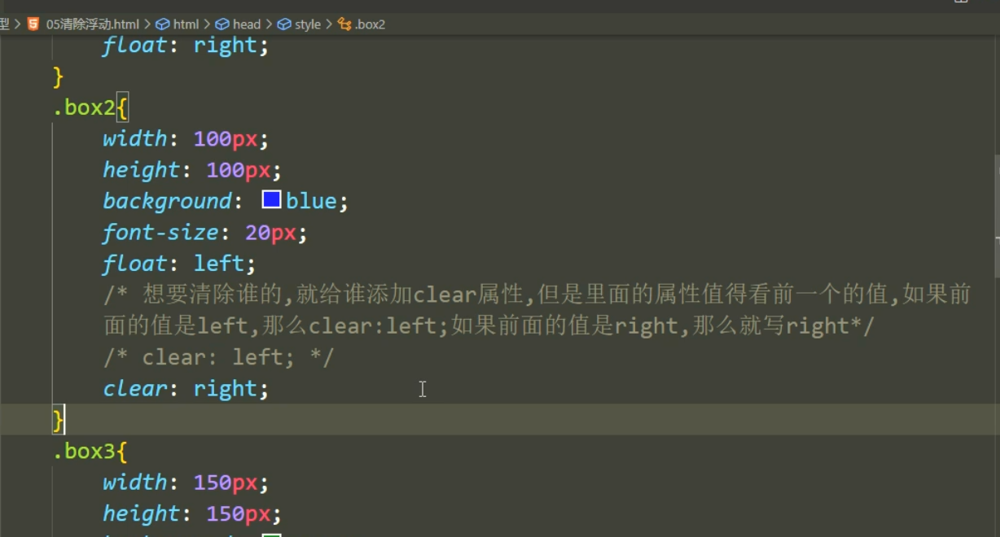 型 > 05清除浮动.html > html > head > style > .box2
float: right;
}
.box2{
width: 100px;
height: 100px;
background: blue;
font-size: 20px;
float: left;
/* 想要清除谁的,就给谁添加clear属性,但是里面的属性值得看前一个的值,如果前
面的值是left,那么clear:left;如果前面的值是right,那么就写right*/
/* clear: left; */
clear: right;
}
.box3{
width: 150px;
height: 150px;